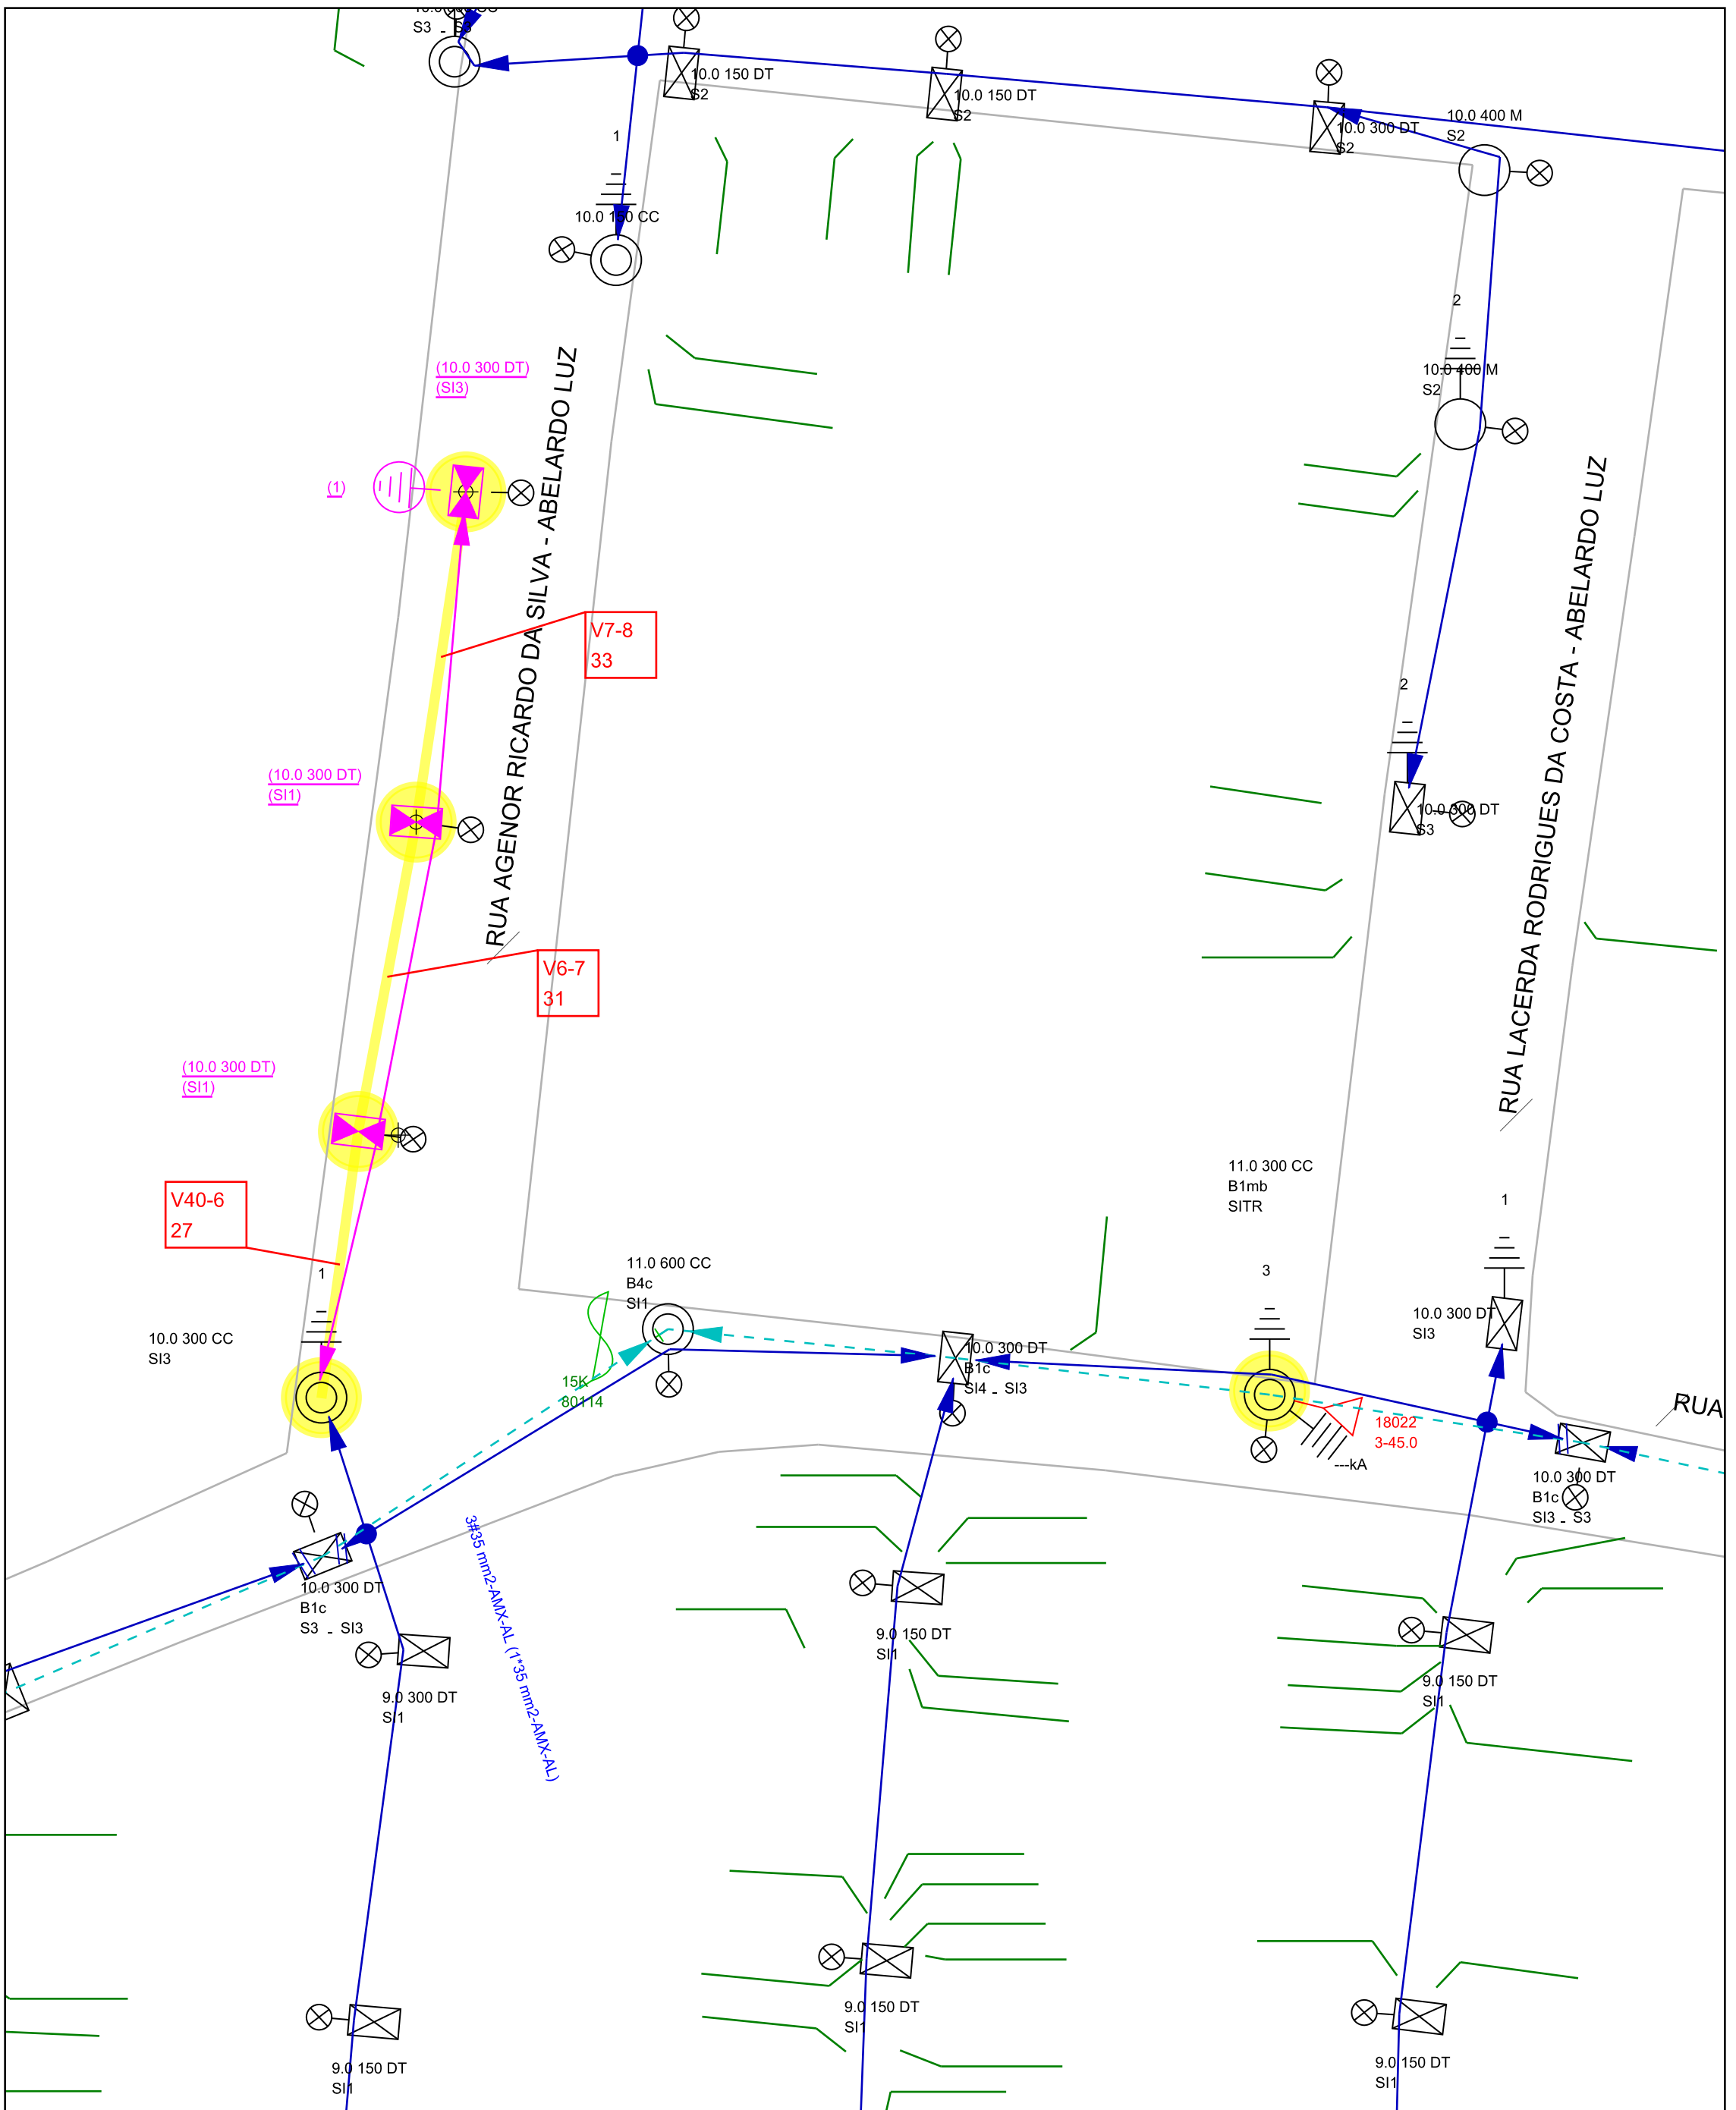 S3 - S3
10.0 150 DT
S2
10.0 150 DT
S2
10.0 300 DT
S2
10.0 400 M
S2
1
10.0 150 CC
2
10.0 400 M
S2
(10.0 300 DT)
(SI3)
(1)
RUA AGENOR RICARDO DA SILVA - ABELARDO LUZ
RUA LACERDA RODRIGUES DA COSTA - ABELARDO LUZ
V7-8
33
2
10.0 300 DT
S3
(10.0 300 DT)
(SI1)
V6-7
31
(10.0 300 DT)
(SI1)
V40-6
27
1
10.0 300 CC
SI3
11.0 600 CC
B4c
SI1
15K
80114
10.0 300 DT
B1c
SI4 - SI3
11.0 300 CC
B1mb
SITR
3
18022
3-45.0
---kA
1
10.0 300 DT
SI3
RUA
10.0 300 DT
B1c
SI3 - S3
10.0 300 DT
B1c
S3 - SI3
3#35 mm2-AMX-AL (1*35 mm2-AMX-AL)
9.0 300 DT
SI1
9.0 150 DT
SI1
9.0 150 DT
SI1
9.0 150 DT
SI1
9.0 150 DT
SI1
9.0 150 DT
SI1